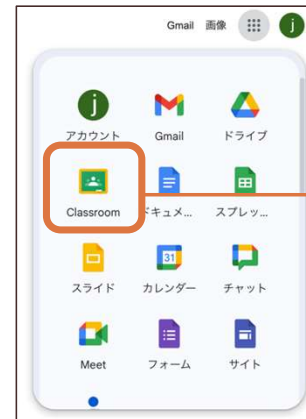 Gmail 画像 j
j
アカウント Gmail ドライブ
Classroom ドキュメ... スプレッ...
31
スライド カレンダー チャット
Meet フォーム サイト